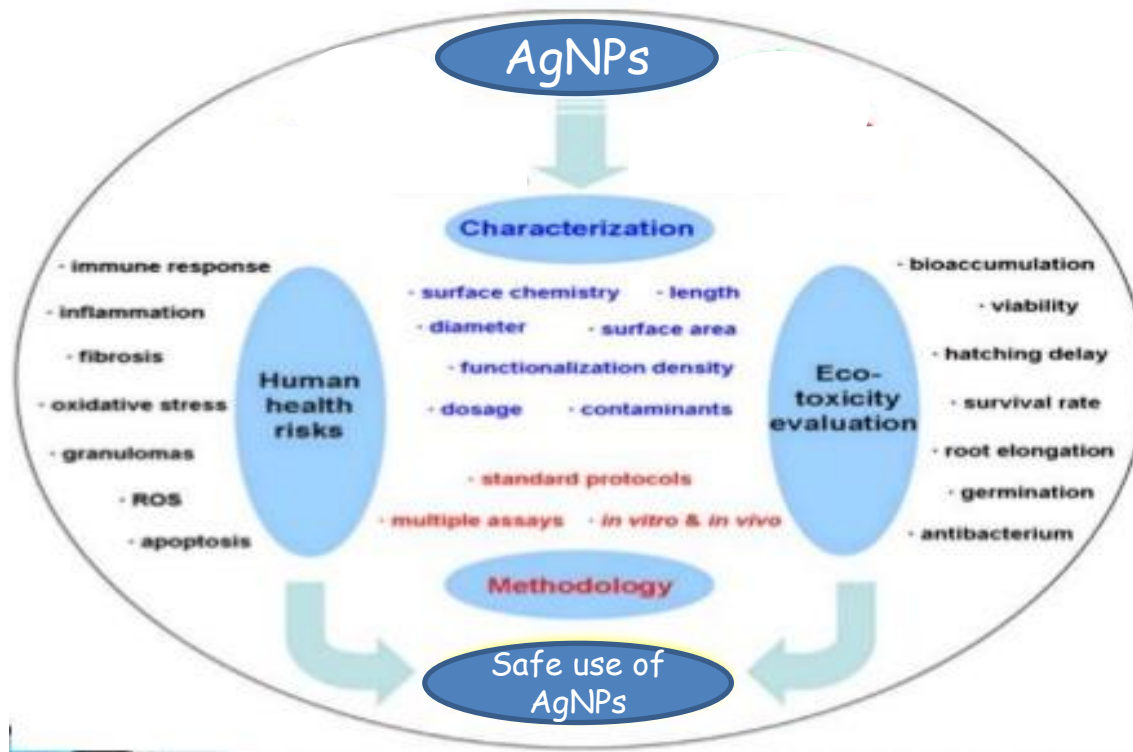 AgNPs
Characterization
· immune response
· inflammation
· fibrosis
· oxidative stress
· granulomas
· ROS
· apoptosis
Human
health
risks
· surface chemistry · length
· diameter · surface area
· functionalization density
· dosage · contaminants
· standard protocols
· multiple assays · in vitro & in vivo
Methodology
Eco-
toxicity
evaluation
· bioaccumulation
· viability
· hatching delay
· survival rate
· root elongation
· germination
· antibacterium
Safe use of
AgNPs